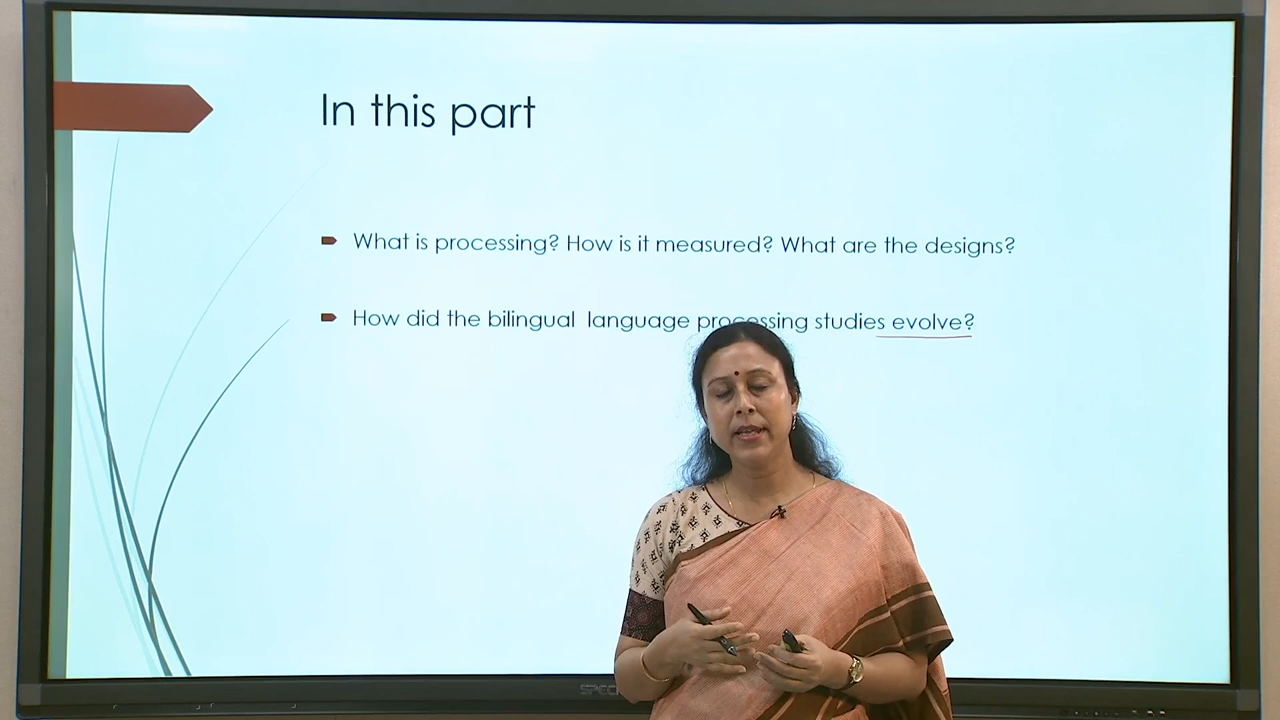 In this part
What is processing? How is it measured? What are the designs?
How did the bilingual language processing studies evolve?